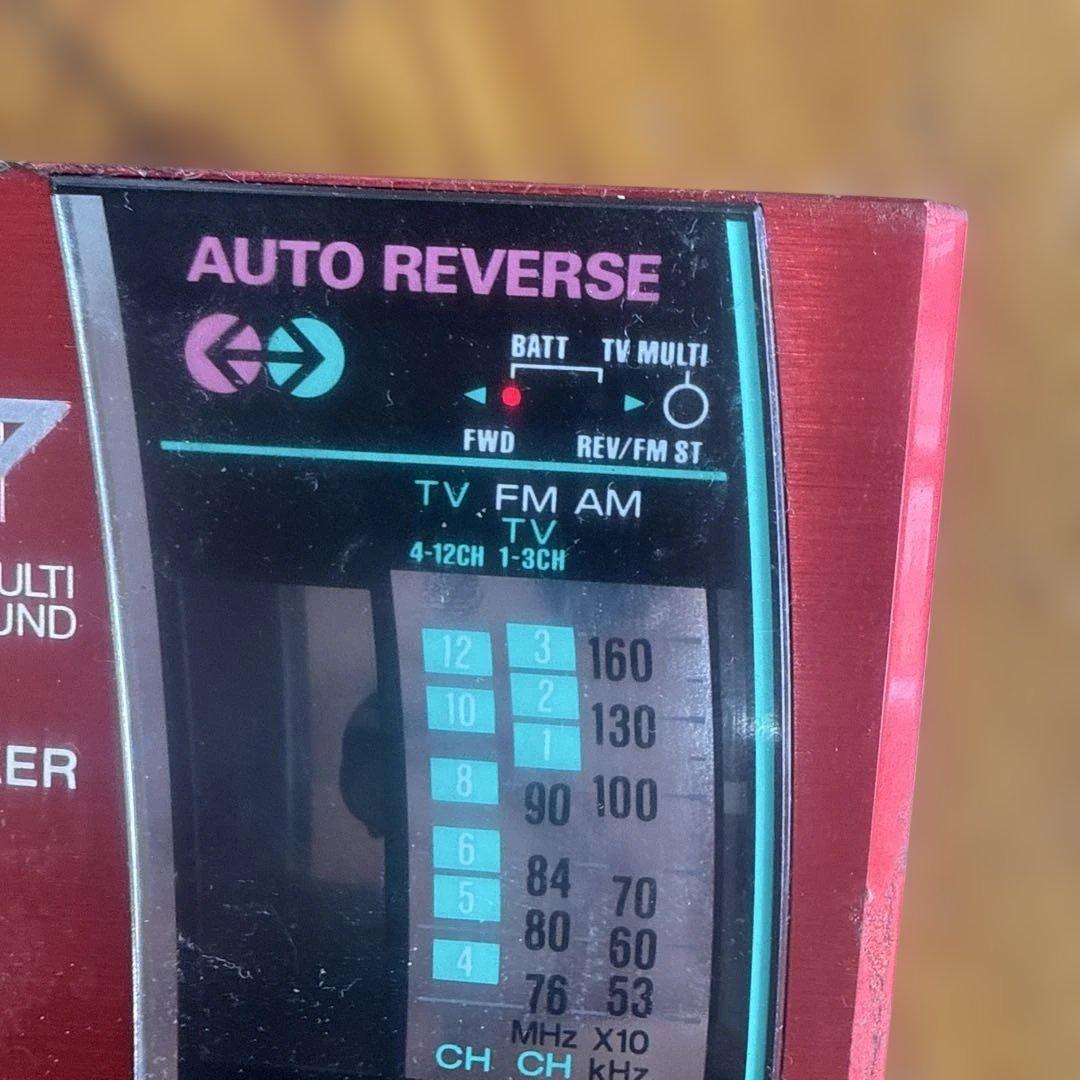 AUTO REVERSE
BATT TV MULTI
FWD REV/FM ST
TV FM AM
TV
4-12CH 1-3CH
ULTI
UND
ER
12 3 160
10 2 130
1
8 90 100
6 84 70
5 80 60
4 76 53
MHz X10
CH CH kHz